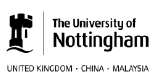 The University of
Nottingham
UNITED KINGDOM · CHINA · MALAYSIA